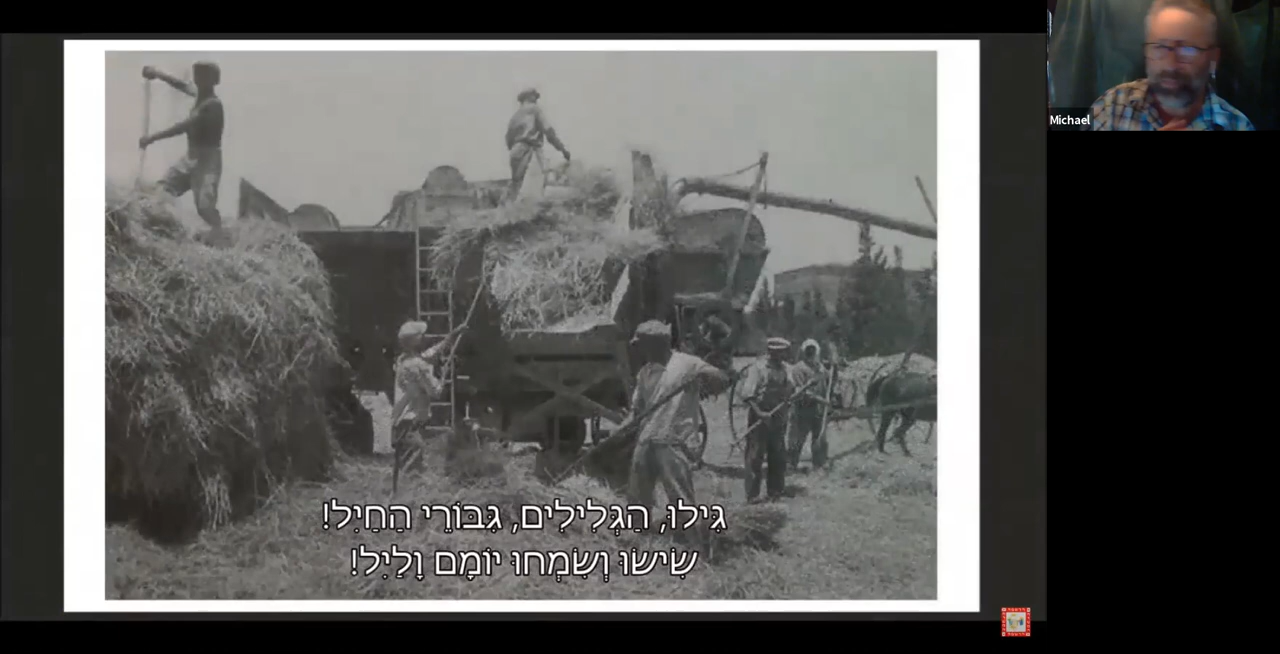 Michael
גִּילוּ, הַגְּלִילִים, גִּבּוֹרֵי הַחַיִל!
שִׂישׂוּ וְשִׂמְחוּ יוֹמָם וָלַיִל!